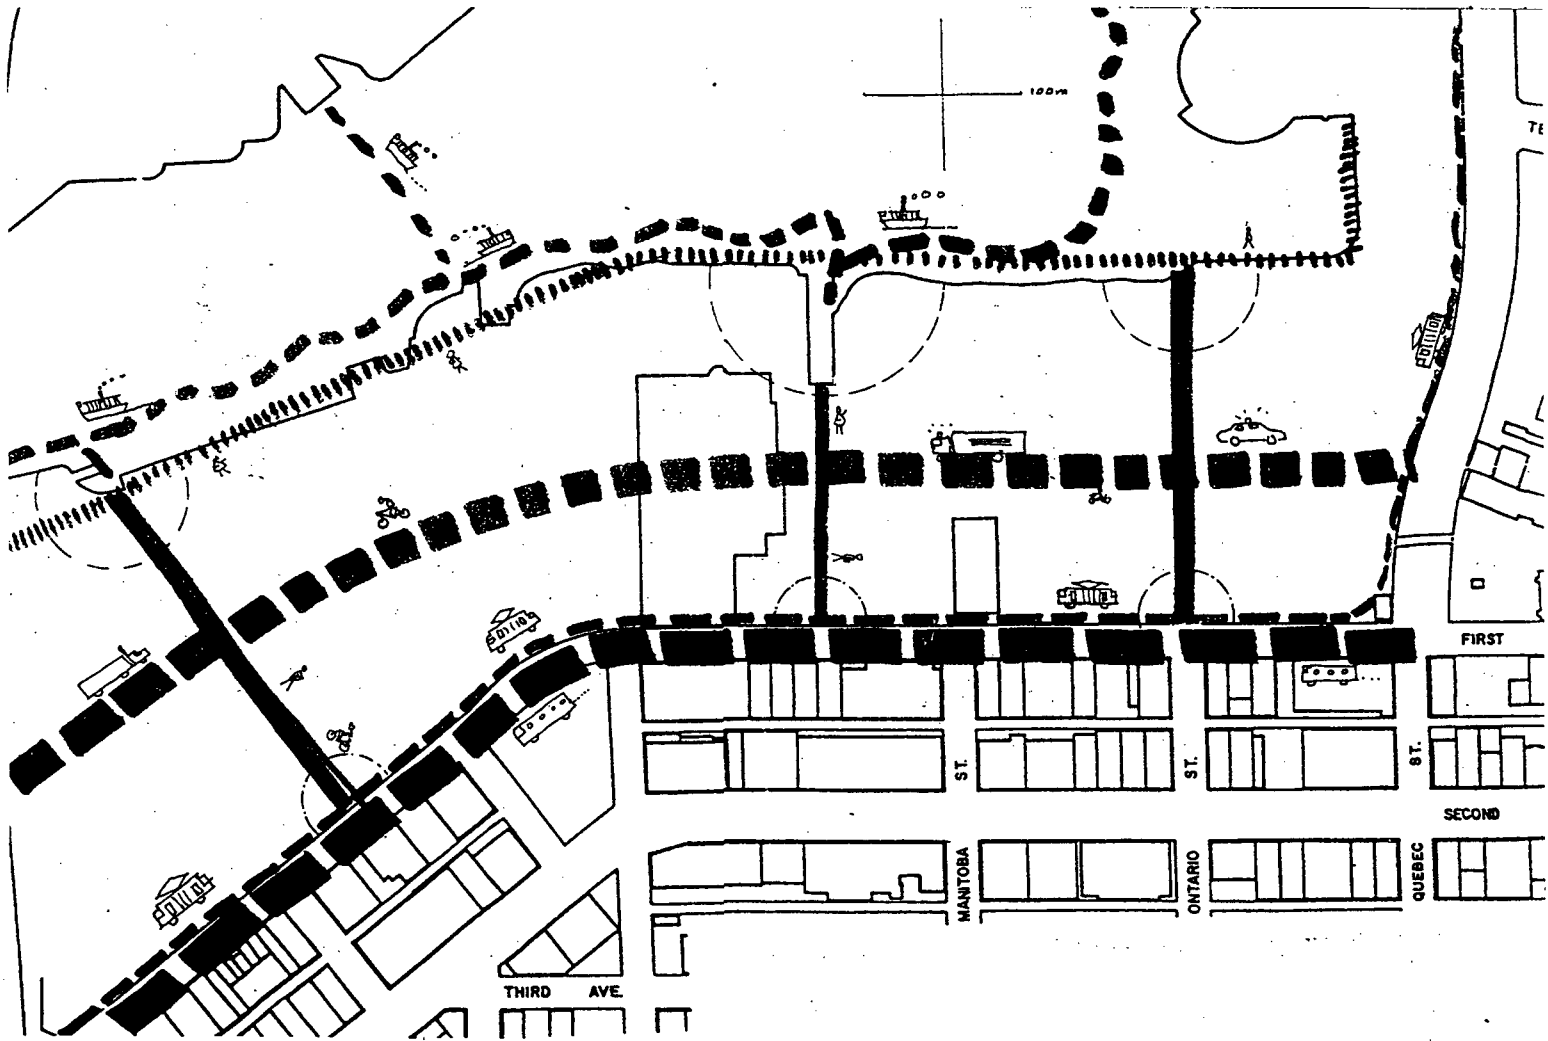 100m
TE
FIRST
ST.
ST.
ST.
SECOND
MANITOBA
ONTARIO
QUEBEC
THIRD AVE.